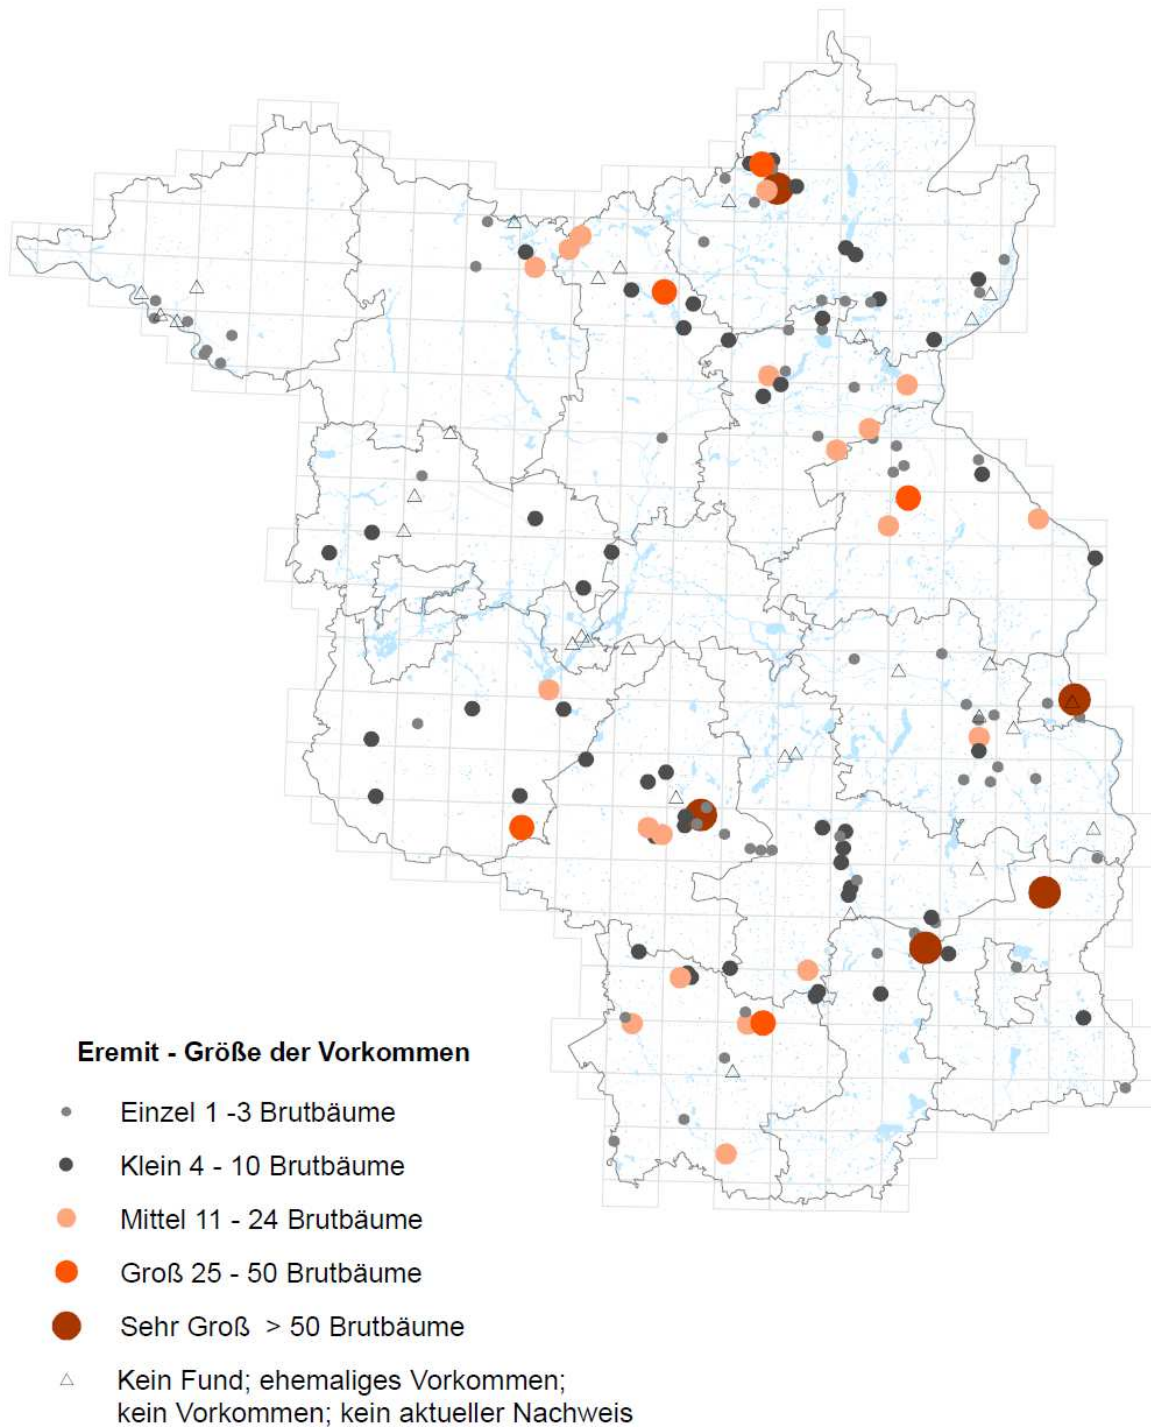 Eremit - Größe der Vorkommen
Einzel 1 -3 Brutbäume
Klein 4 - 10 Brutbäume
Mittel 11 - 24 Brutbäume
Groß 25 - 50 Brutbäume
Sehr Groß > 50 Brutbäume
Kein Fund; ehemaliges Vorkommen;
kein Vorkommen; kein aktueller Nachweis